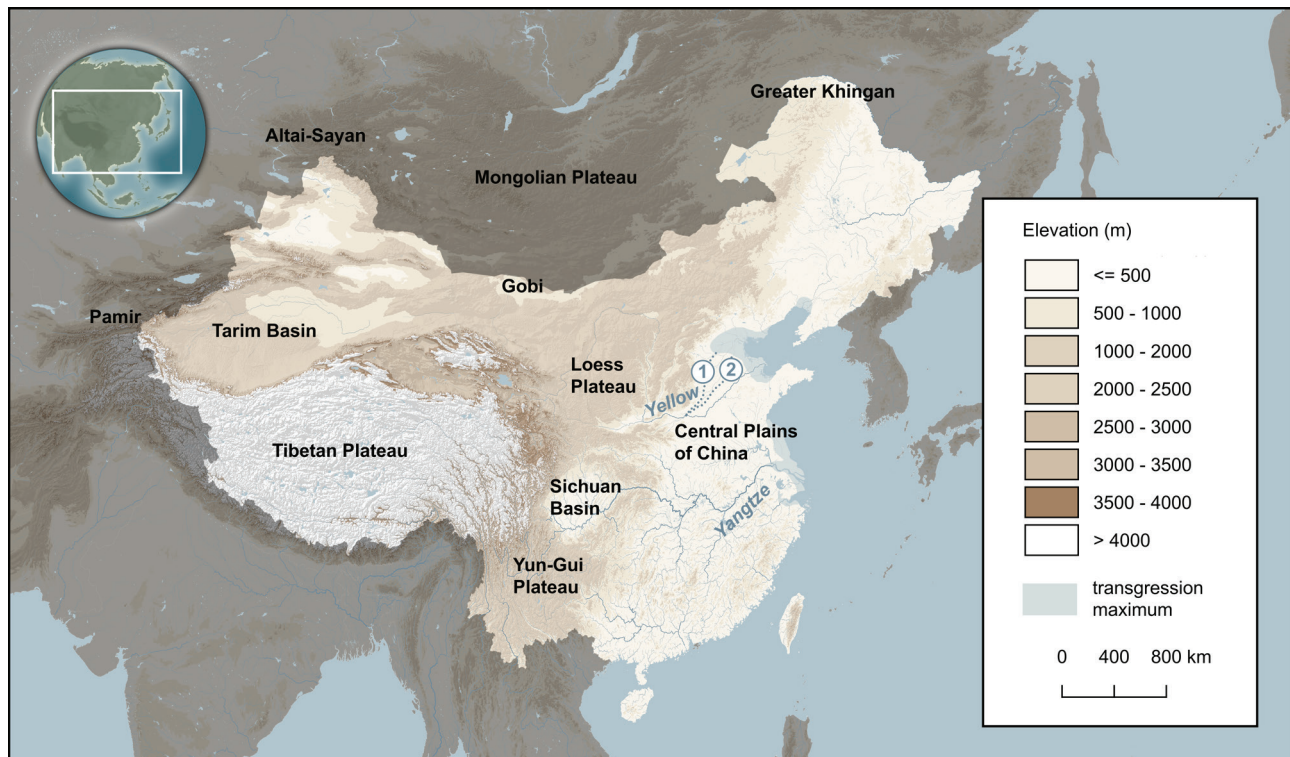 Greater Khingan
Altai-Sayan
Mongolian Plateau
Gobi
Pamir
Tarim Basin
Loess
Plateau
1
2
Yellow
Central Plains
of China
Tibetan Plateau
Sichuan
Basin
Yangtze
Yun-Gui
Plateau
Elevation (m)
<= 500
500 - 1000
1000 - 2000
2000 - 2500
2500 - 3000
3000 - 3500
3500 - 4000
> 4000
transgression
maximum
0 400 800 km